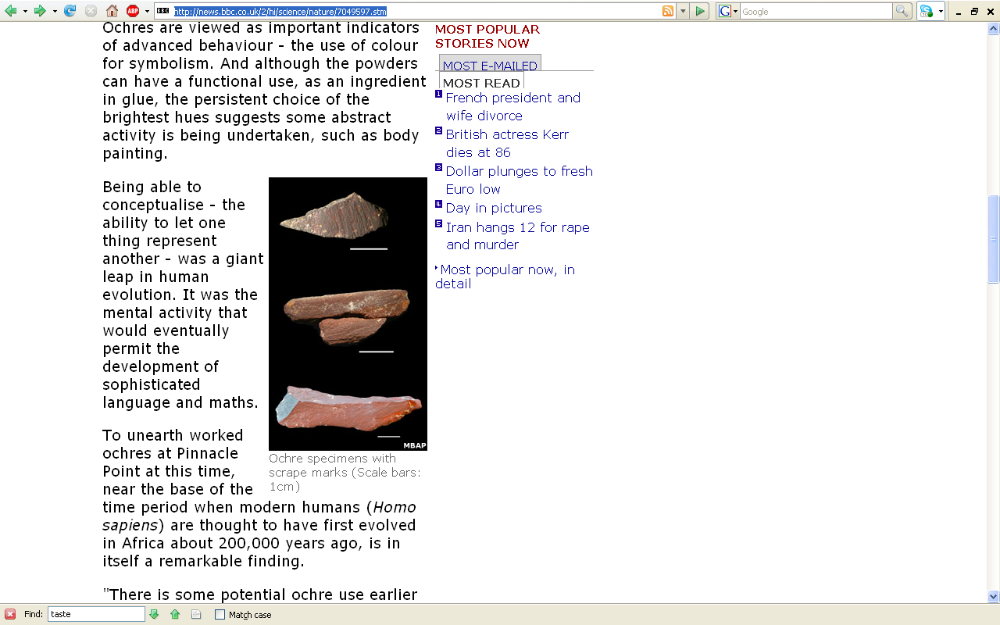 ABP
BBC
http://news.bbc.co.uk/2/hi/science/nature/7049597.stm
G
Google
Ochres are viewed as important indicators
of advanced behaviour - the use of colour
for symbolism. And although the powders
can have a functional use, as an ingredient
in glue, the persistent choice of the
brightest hues suggests some abstract
activity is being undertaken, such as body
painting.
Being able to
conceptualise - the
ability to let one
thing represent
another - was a giant
leap in human
evolution. It was the
mental activity that
would eventually
permit the
development of
sophisticated
language and maths.
MBAP
Ochre specimens with
scrape marks (Scale bars:
1cm)
To unearth worked
ochres at Pinnacle
Point at this time,
near the base of the
time period when modern humans (Homo
sapiens) are thought to have first evolved
in Africa about 200,000 years ago, is in
itself a remarkable finding.
"There is some potential ochre use earlier
MOST POPULAR
STORIES NOW
MOST E-MAILED
MOST READ
1 French president and
wife divorce
2 British actress Kerr
dies at 86
3 Dollar plunges to fresh
Euro low
4 Day in pictures
5 Iran hangs 12 for rape
and murder
Most popular now, in
detail
Find: taste
Match case